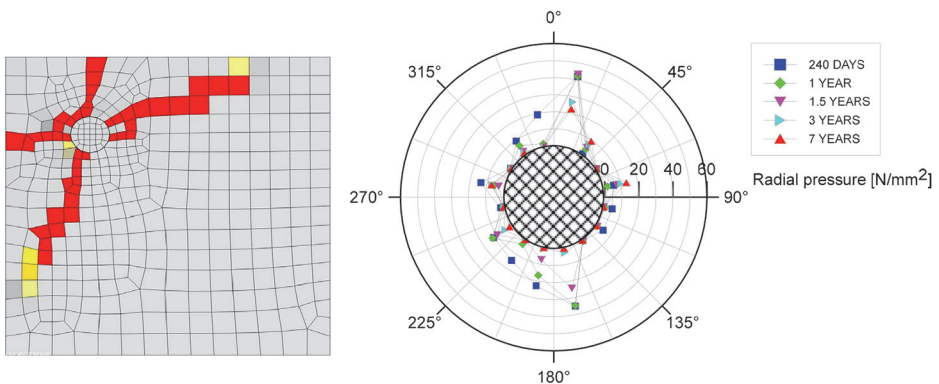 0°
315°
45°
240 DAYS
1 YEAR
1.5 YEARS
3 YEARS
7 YEARS
270°
20 40 60
90°
Radial pressure [N/mm²]
225°
135°
180°